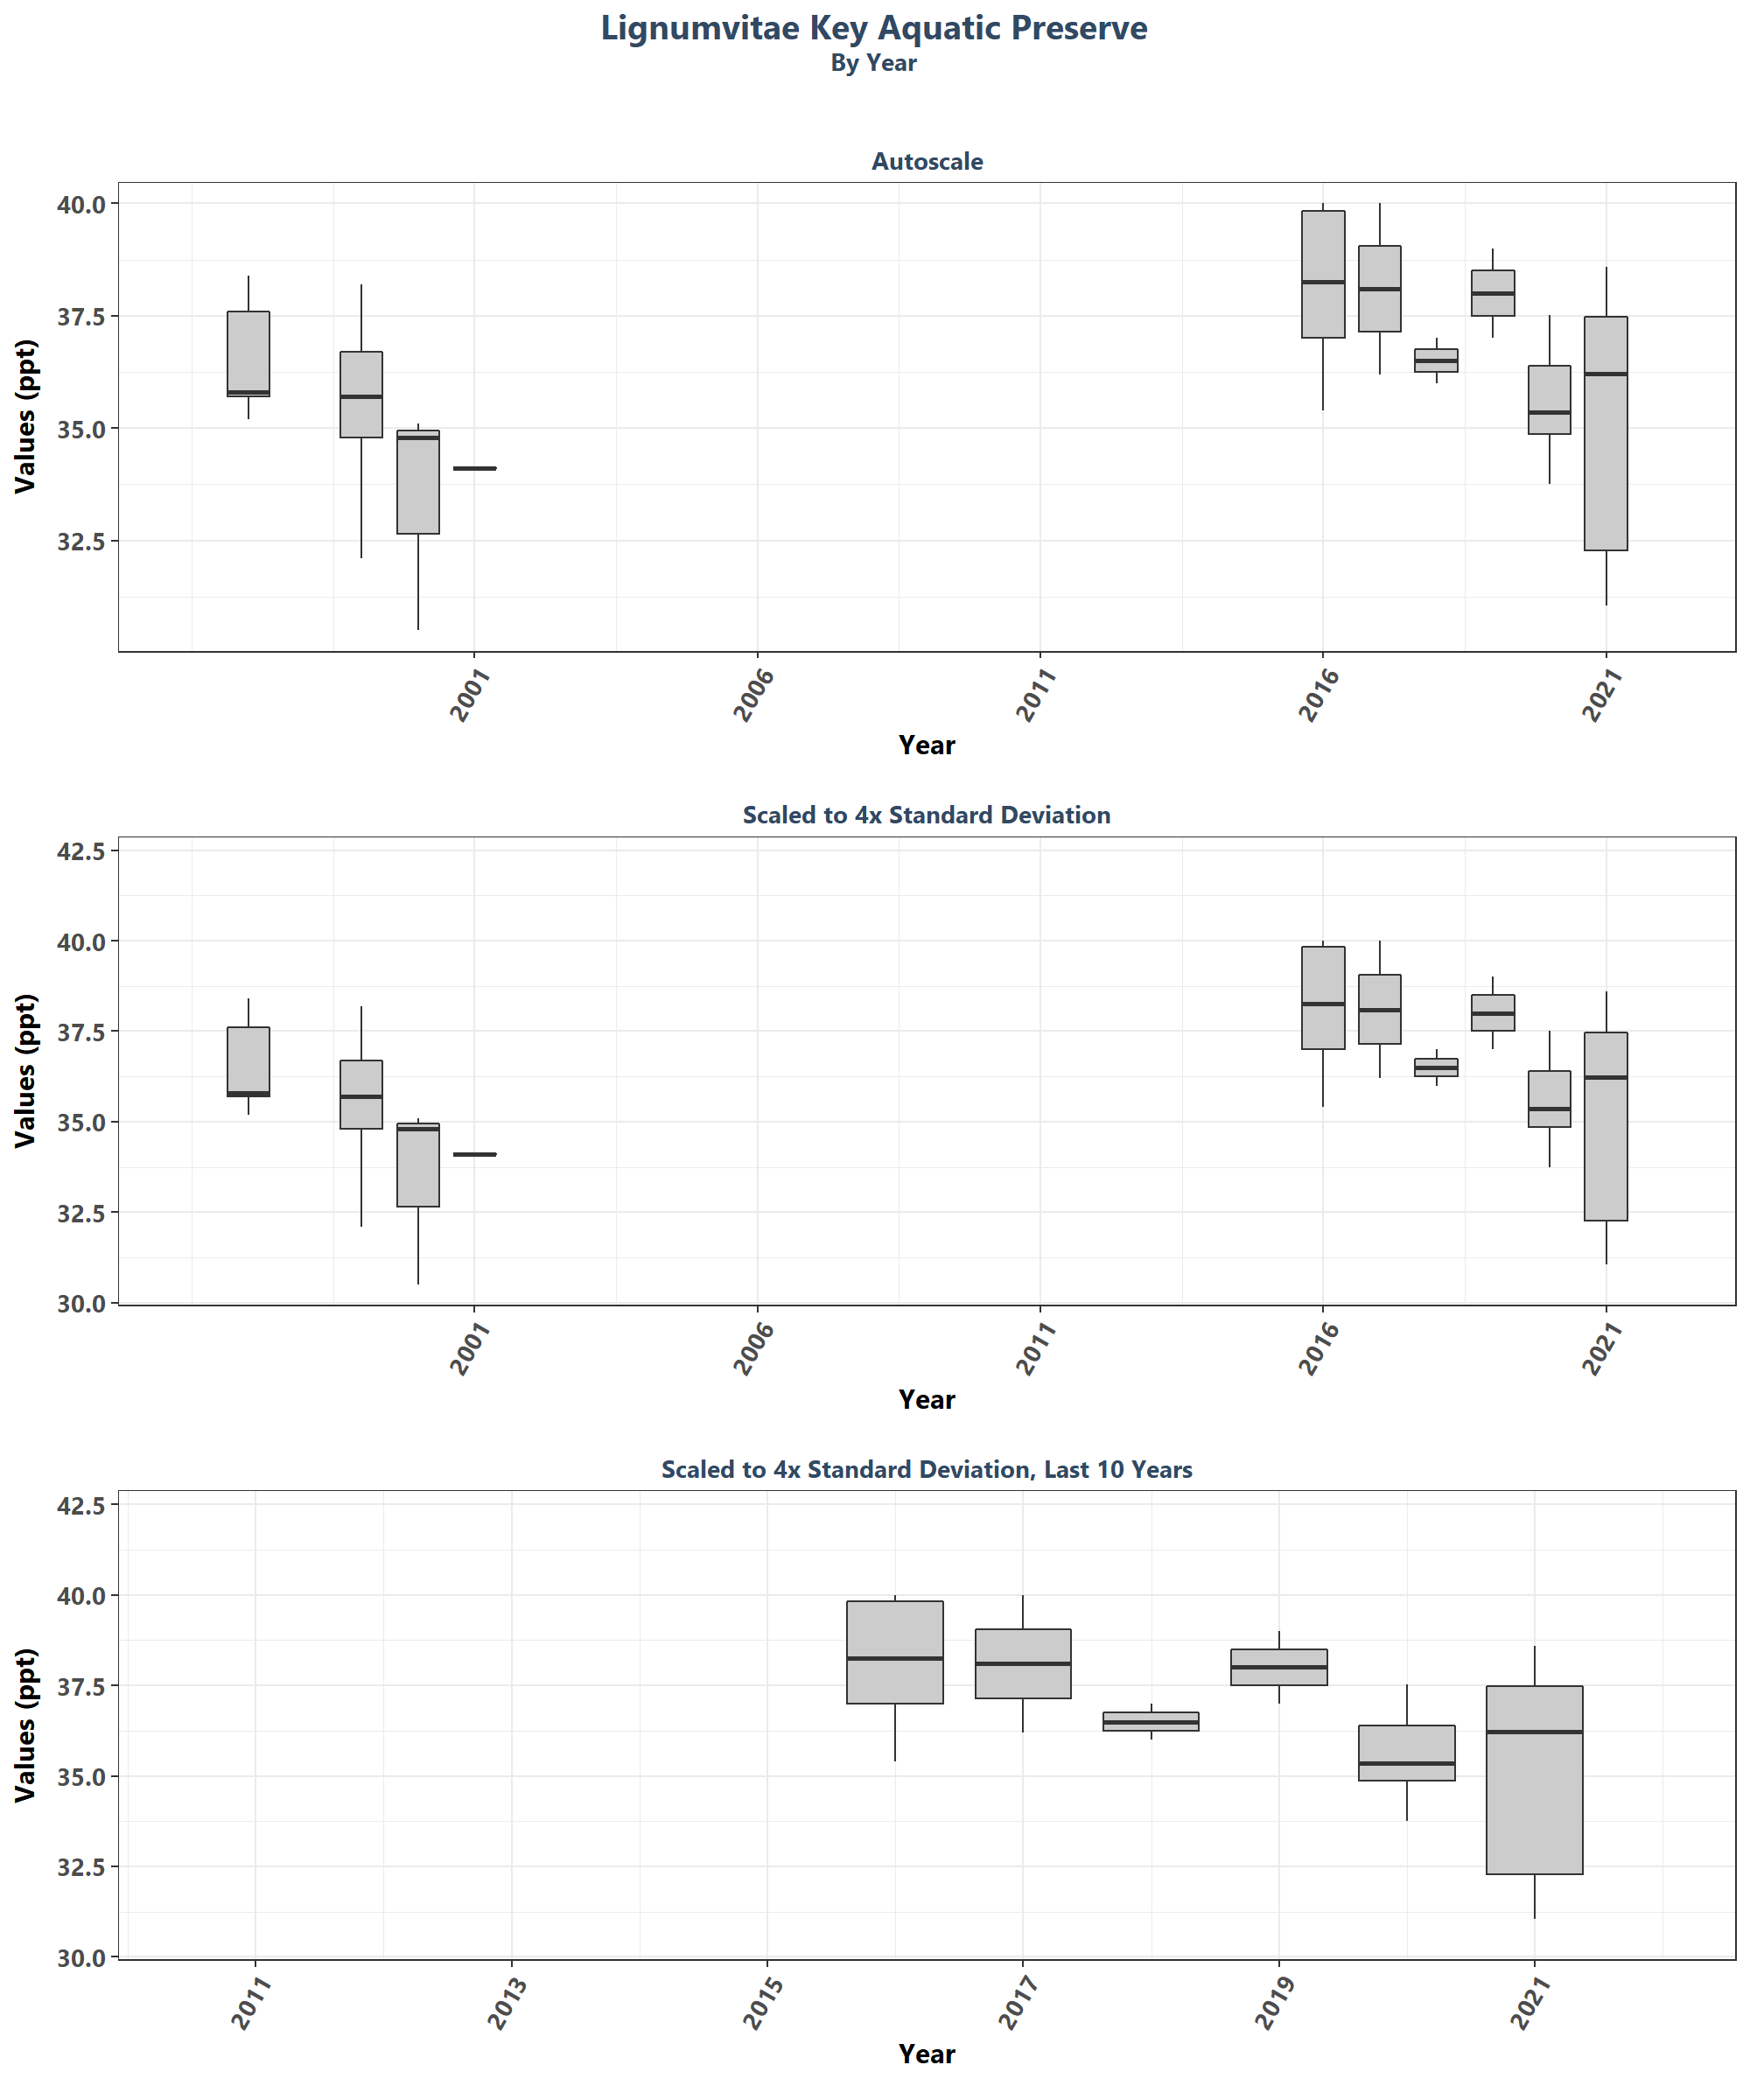 Lignumvitae Key Aquatic Preserve
By Year
Autoscale
Values (ppt)
40.0
37.5
35.0
32.5
2001
2006
2011
2016
2021
Year
Scaled to 4x Standard Deviation
Values (ppt)
42.5
40.0
37.5
35.0
32.5
30.0
2001
2006
2011
2016
2021
Year
Scaled to 4x Standard Deviation, Last 10 Years
Values (ppt)
42.5
40.0
37.5
35.0
32.5
30.0
2011
2013
2015
2017
2019
2021
Year